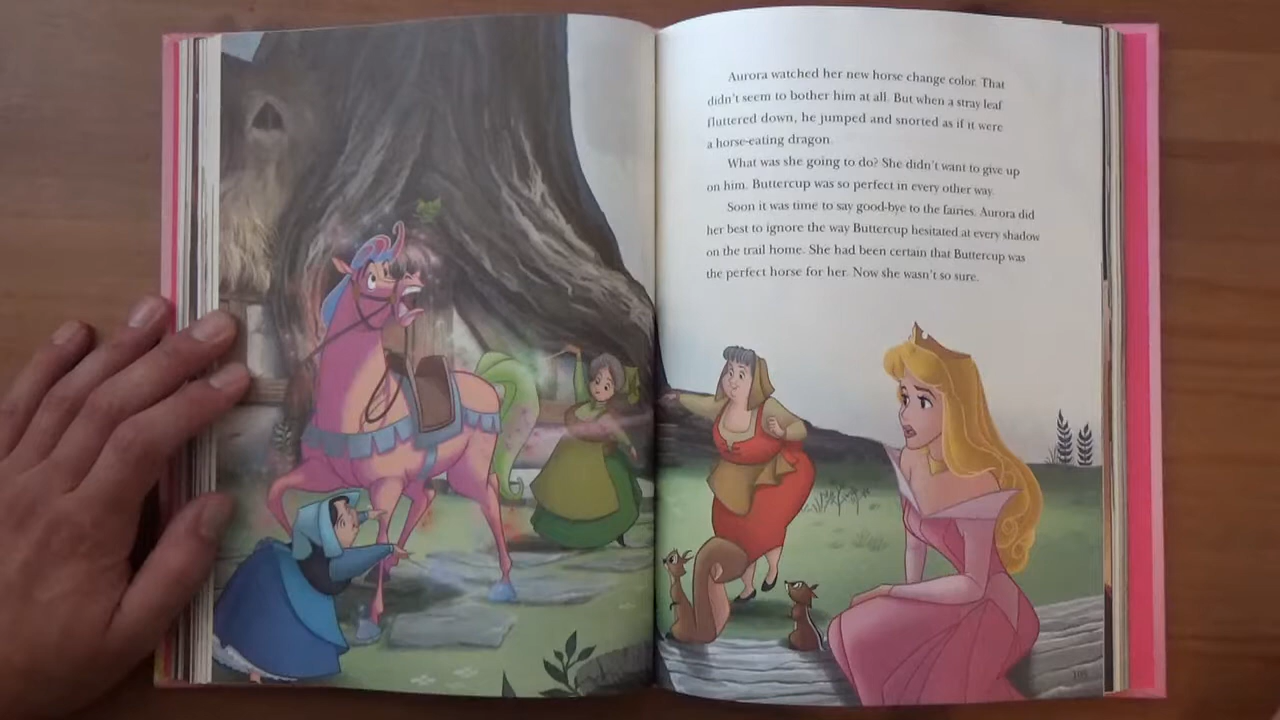 Aurora watched her new horse change color. That
didn't seem to bother him at all. But when a stray leaf
fluttered down, he jumped and snorted as if it were
a horse-eating dragon.
What was she going to do? She didn't want to give up
on him. Buttercup was so perfect in every other way.
Soon it was time to say good-bye to the fairies. Aurora did
her best to ignore the way Buttercup hesitated at every shadow
on the trail home. She had been certain that Buttercup was
the perfect horse for her. Now she wasn't so sure.